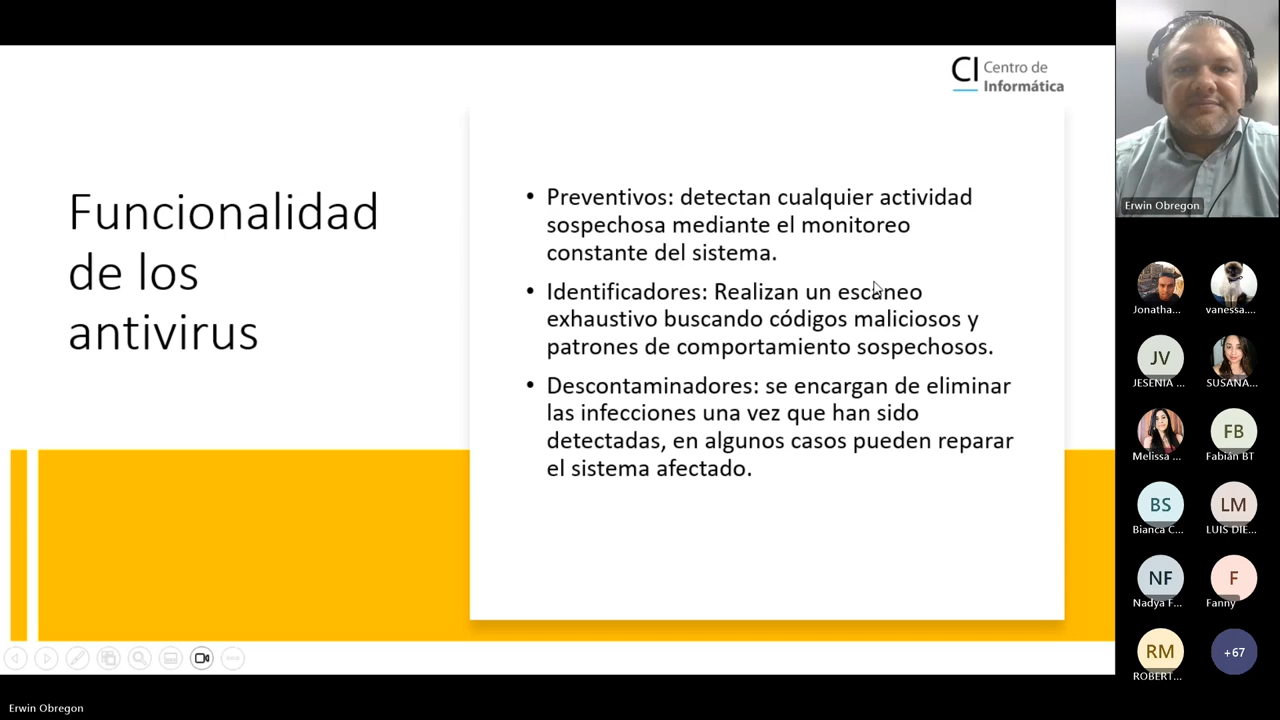 CI Centro de
Informática
Funcionalidad
de los
antivirus
• Preventivos: detectan cualquier actividad
sospechosa mediante el monitoreo
constante del sistema.
• Identificadores: Realizan un escaneo
exhaustivo buscando códigos maliciosos y
patrones de comportamiento sospechosos.
• Descontaminadores: se encargan de eliminar
las infecciones una vez que han sido
detectadas, en algunos casos pueden reparar
el sistema afectado.
Erwin Obregon
Jonatha...
vanessa....
JV
JESENIA ...
SUSANA...
Melissa ...
FB
Fabián BT
BS
Bianca C...
LM
LUIS DIE...
NF
Nadya F...
F
Fanny
RM
ROBERT...
+67
Erwin Obregon